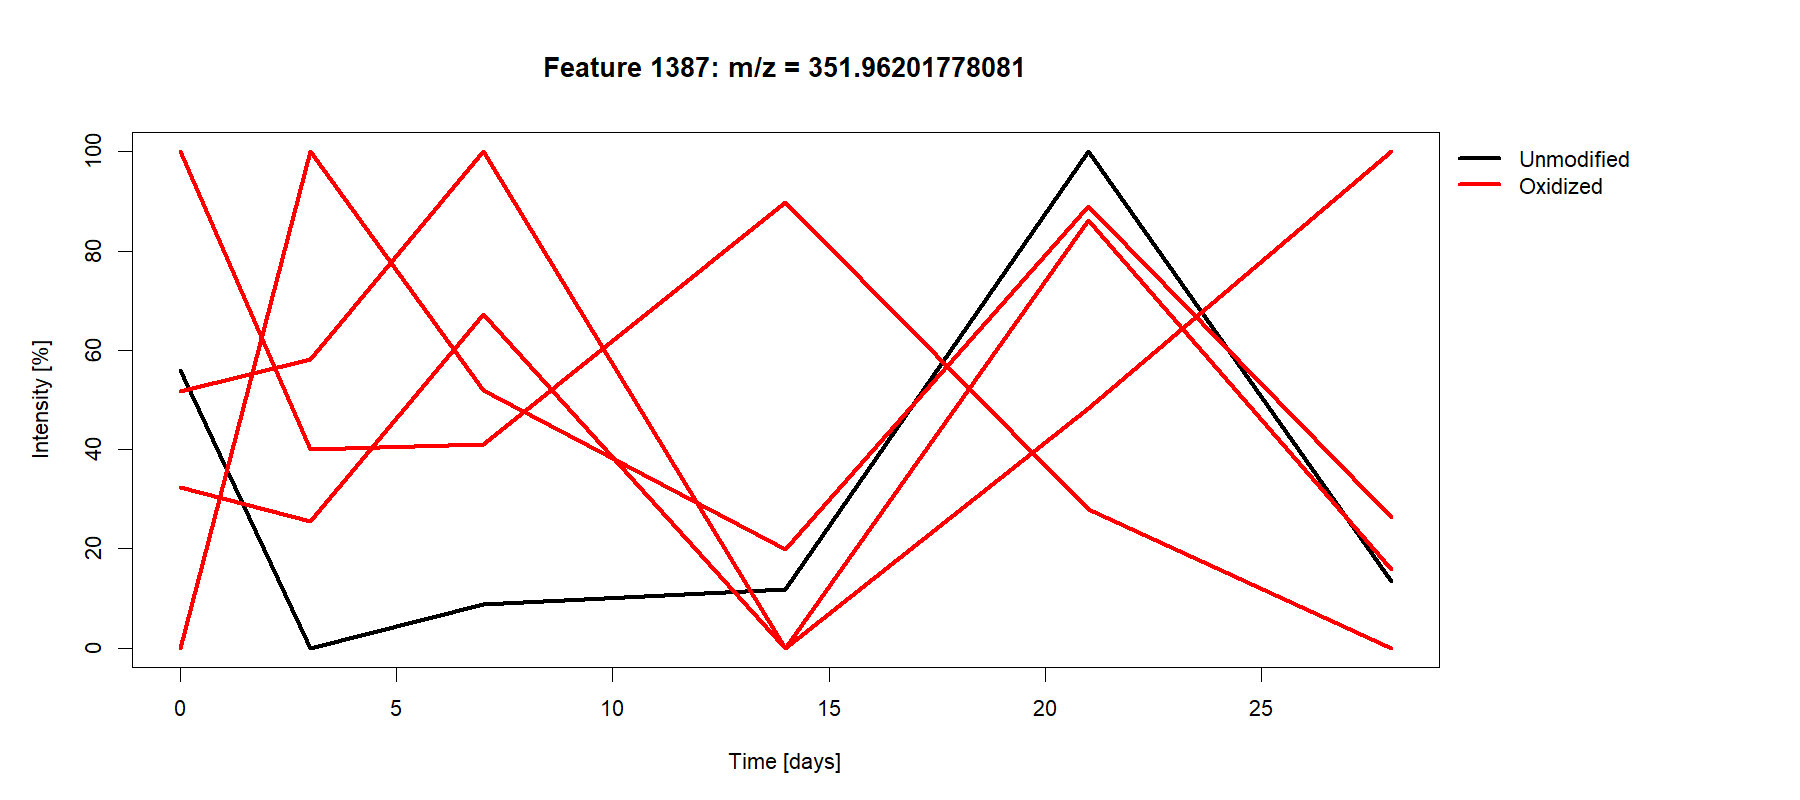 Feature 1387: m/z = 351.96201778081
Unmodified
Oxidized
Intensity [%]
100
80
60
40
20
0
0 5 10 15 20 25
Time [days]